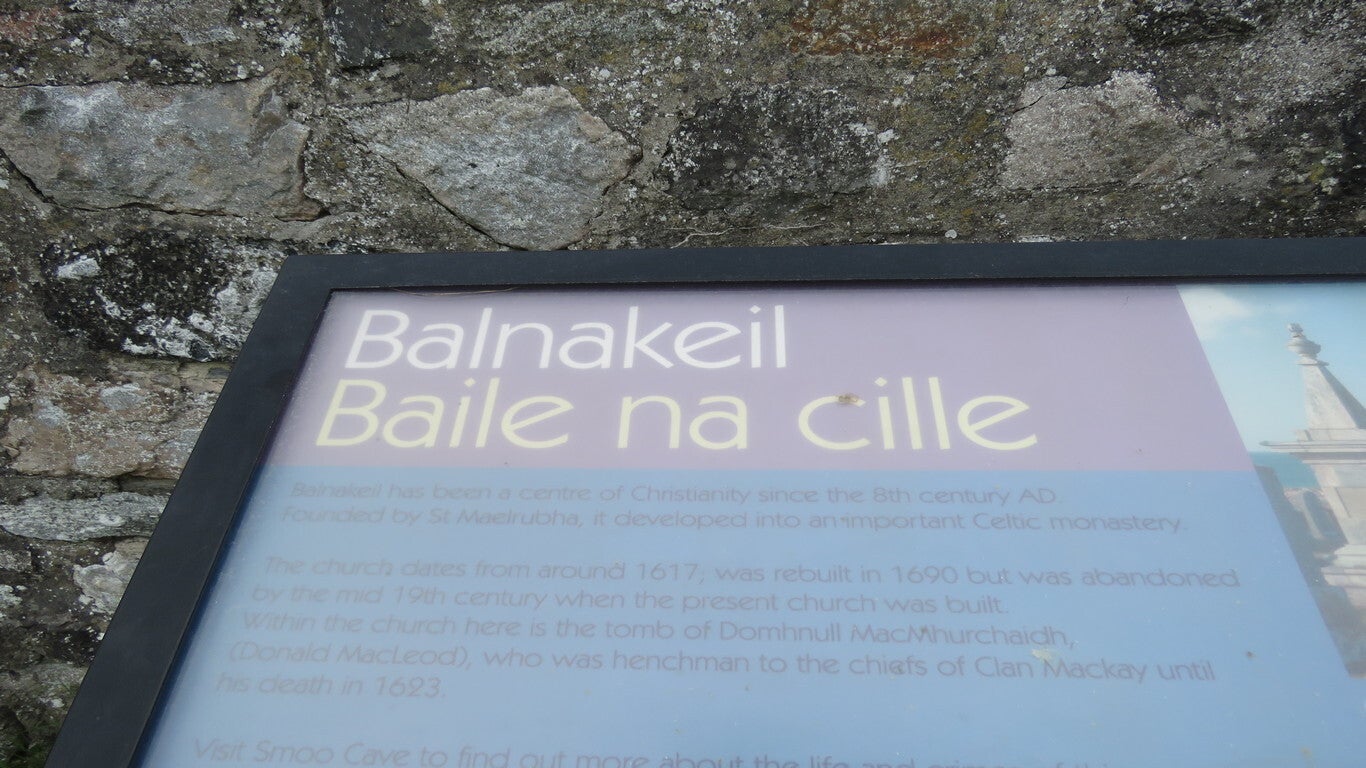 Balnakeil
Baile na cille
Balnakeil has been a centre of Christianity since the 8th century AD.
Founded by St Maelrubha, it developed into an important Celtic monastery.
The church dates from around 1617, was rebuilt in 1690 but was abandoned
by the mid 19th century when the present church was built.
Within the church here is the tomb of Domhnull MacMhurchaidh,
(Donald MacLeod), who was henchman to the chiefs of Clan Mackay until
his death in 1623.
Visit Smoo Cave to find out more about the life and crimes of this